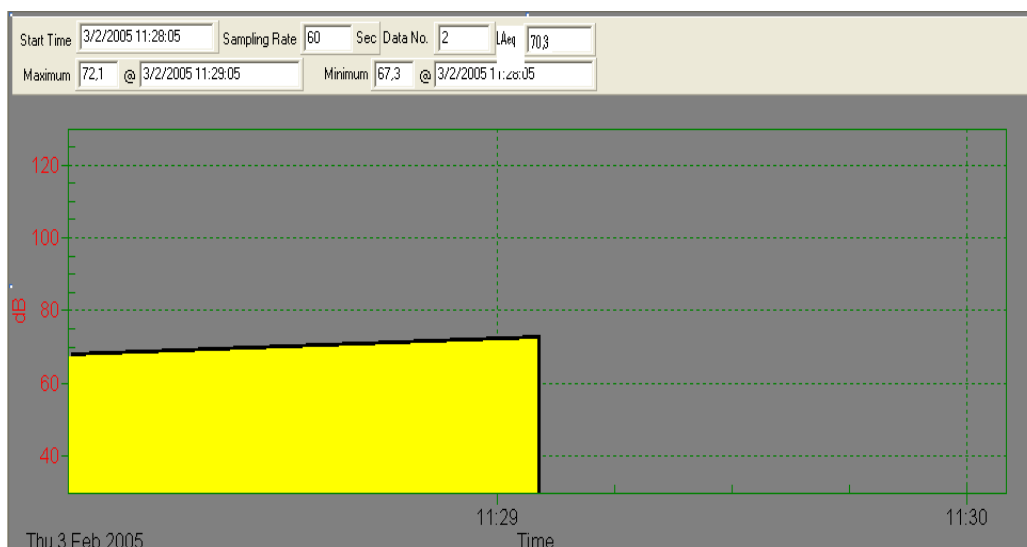 Start Time 3/2/2005 11:28:05 Sampling Rate 60 Sec Data No. 2 LAeq 70,3
Maximum 72,1 @ 3/2/2005 11:29:05 Minimum 67,3 @ 3/2/2005 11:28:05
120
100
80
dB
60
40
11:29 11:30
Thu 3 Feb 2005 Time